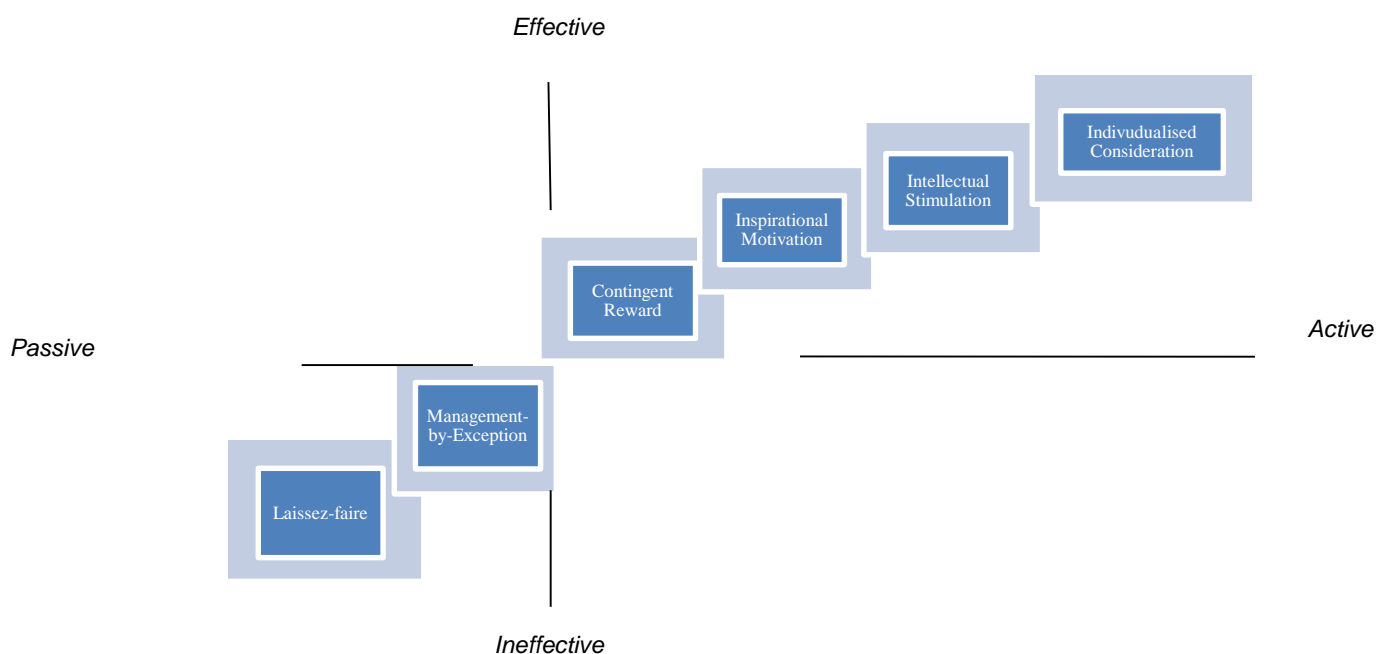 Effective
Indivudualised
Consideration
Intellectual
Stimulation
Inspirational
Motivation
Contingent
Reward
Active
Passive
Management-
by-Exception
Laissez-faire
Ineffective